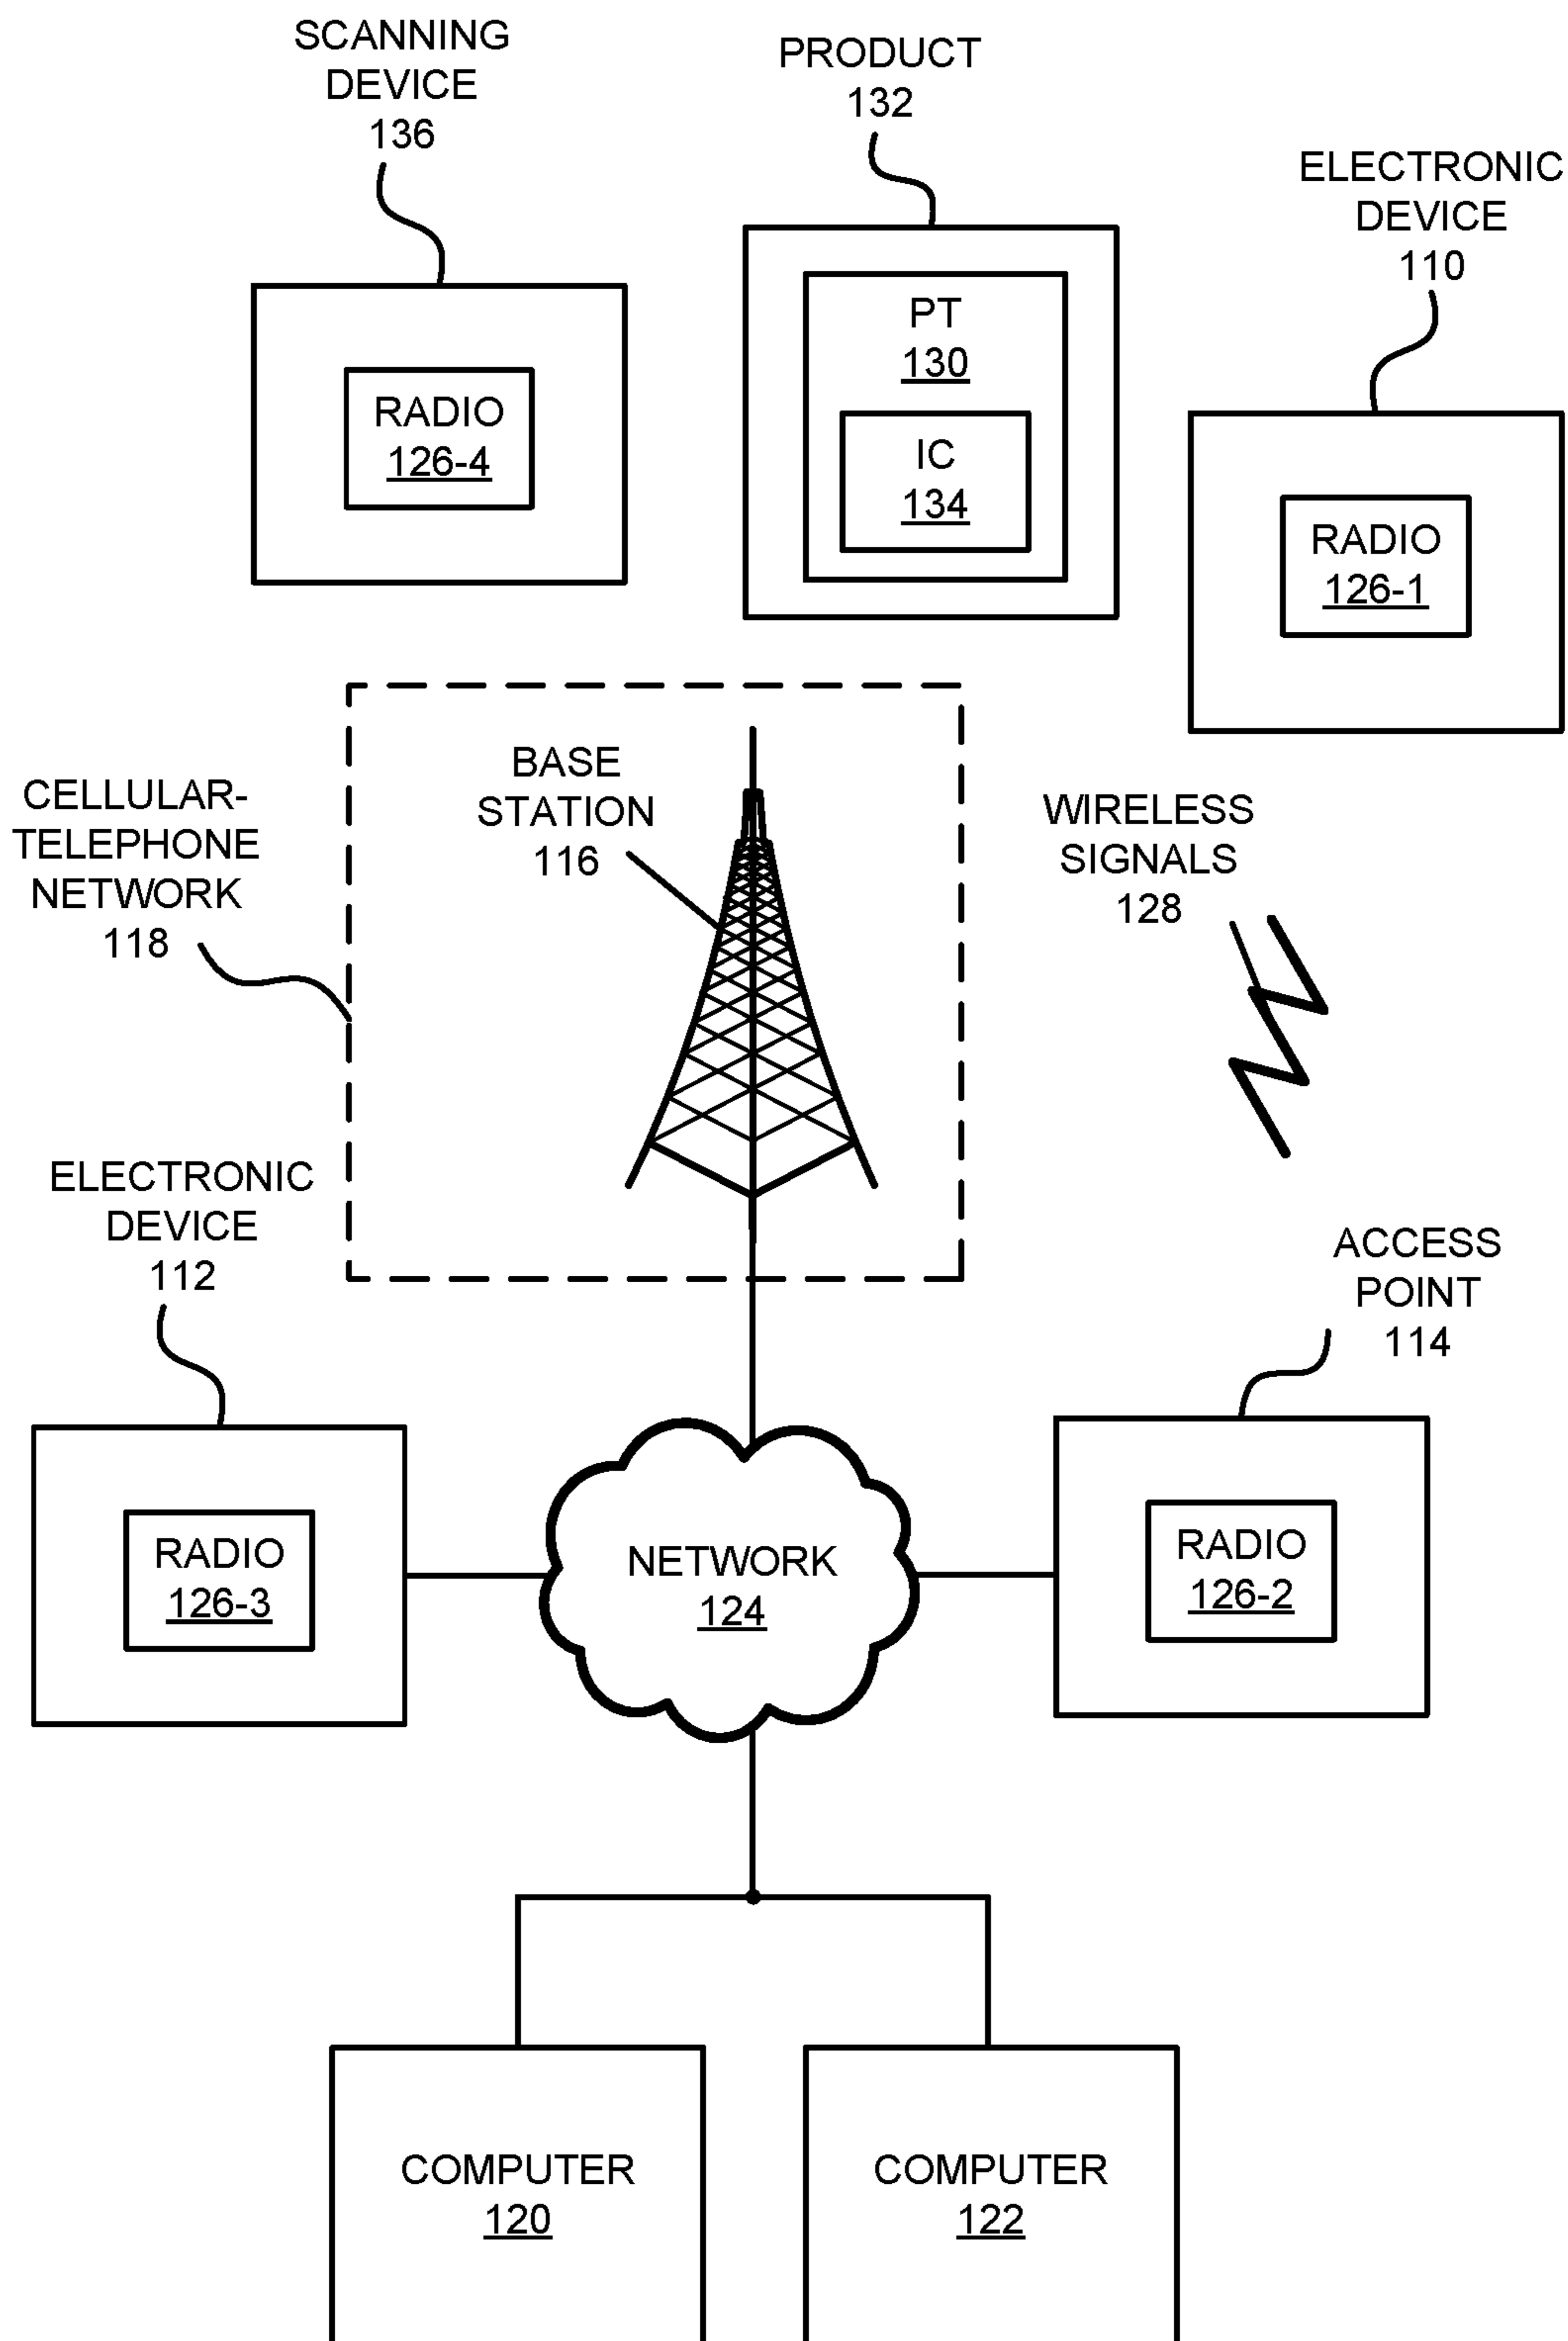 SCANNING
DEVICE
136
PRODUCT
132
ELECTRONIC
DEVICE
110
PT
130
IC
134
RADIO
126-4
RADIO
126-1
BASE
STATION
116
CELLULAR-
TELEPHONE
NETWORK
118
WIRELESS
SIGNALS
128
ELECTRONIC
DEVICE
112
ACCESS
POINT
114
RADIO
126-3
NETWORK
124
RADIO
126-2
COMPUTER
120
COMPUTER
122